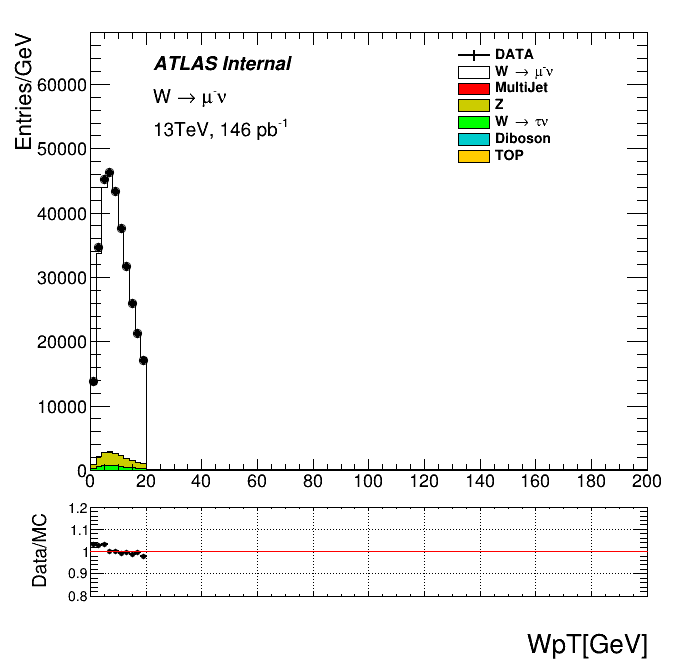 Entries/GeV
ATLAS Internal
W → μ⁻ν
13TeV, 146 pb⁻¹
DATA
W → μ⁻ν
MultiJet
Z
W → τν
Diboson
TOP
60000
50000
40000
30000
20000
10000
0
0 20 40 60 80 100 120 140 160 180 200
Data/MC
1.2
1.1
1
0.9
0.8
WpT[GeV]